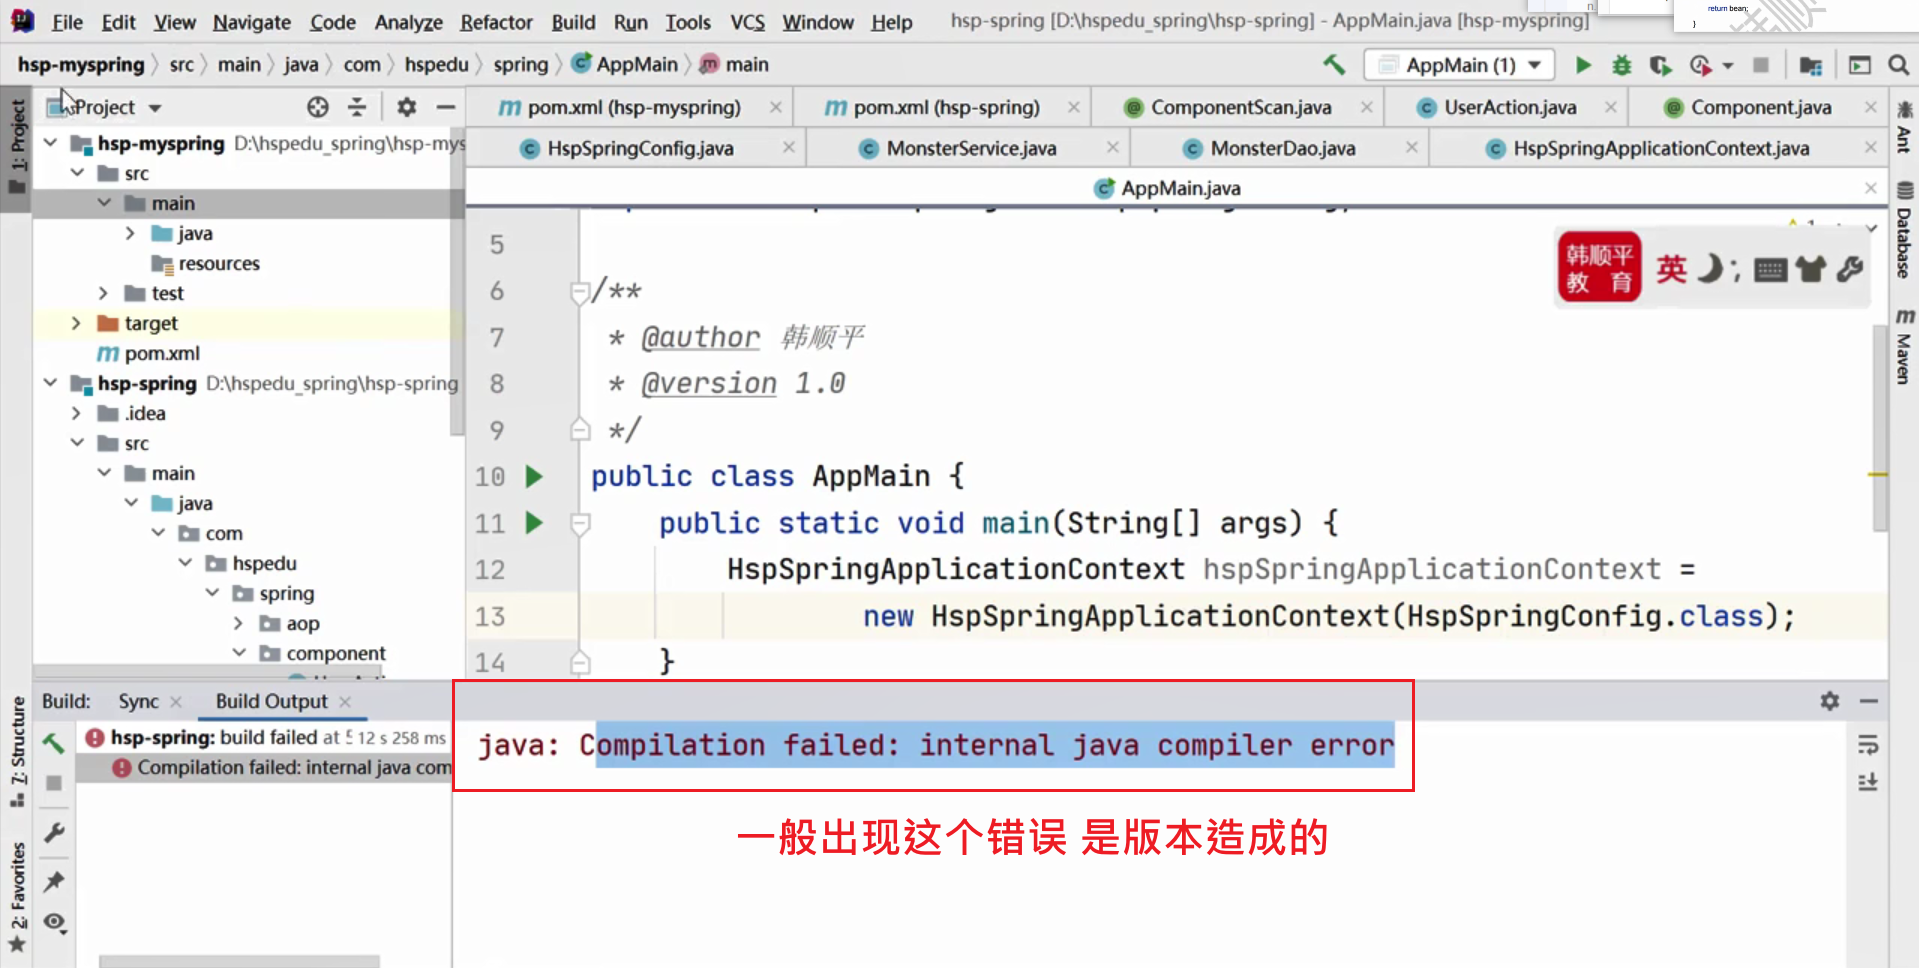 File Edit View Navigate Code Analyze Refactor Build Run Tools VCS Window Help hsp-spring [D:\hspedu_spring\hsp-spring] - AppMain.java [hsp-myspring]
return bean;
}
hsp-myspring src main java com hspedu spring AppMain main
AppMain (1)
1: Project
Project
pom.xml (hsp-myspring)
pom.xml (hsp-spring)
ComponentScan.java
UserAction.java
Component.java
HspSpringConfig.java
MonsterService.java
MonsterDao.java
HspSpringApplicationContext.java
AppMain.java
hsp-myspring D:\hspedu_spring\hsp-mys
src
main
java
resources
test
target
pom.xml
hsp-spring D:\hspedu_spring\hsp-spring
.idea
src
main
java
com
hspedu
spring
aop
component
5
6 /**
7 * @author 韩顺平
8 * @version 1.0
9 */
10 public class AppMain {
11 public static void main(String[] args) {
12 HspSpringApplicationContext hspSpringApplicationContext =
13 new HspSpringApplicationContext(HspSpringConfig.class);
14 }
韩顺平
教 育
英
Ant
Database
Maven
Build: Sync Build Output
hsp-spring: build failed at 12 s 258 ms
Compilation failed: internal java com
java: Compilation failed: internal java compiler error
一般出现这个错误 是版本造成的
7: Structure
2: Favorites